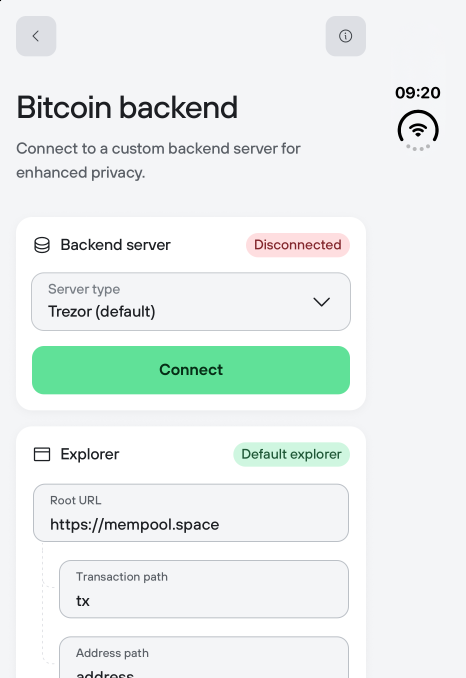 09:20
Bitcoin backend
Connect to a custom backend server for
enhanced privacy.
Backend server
Disconnected
Server type
Trezor (default)
Connect
Explorer
Default explorer
Root URL
https://mempool.space
Transaction path
tx
Address path
address